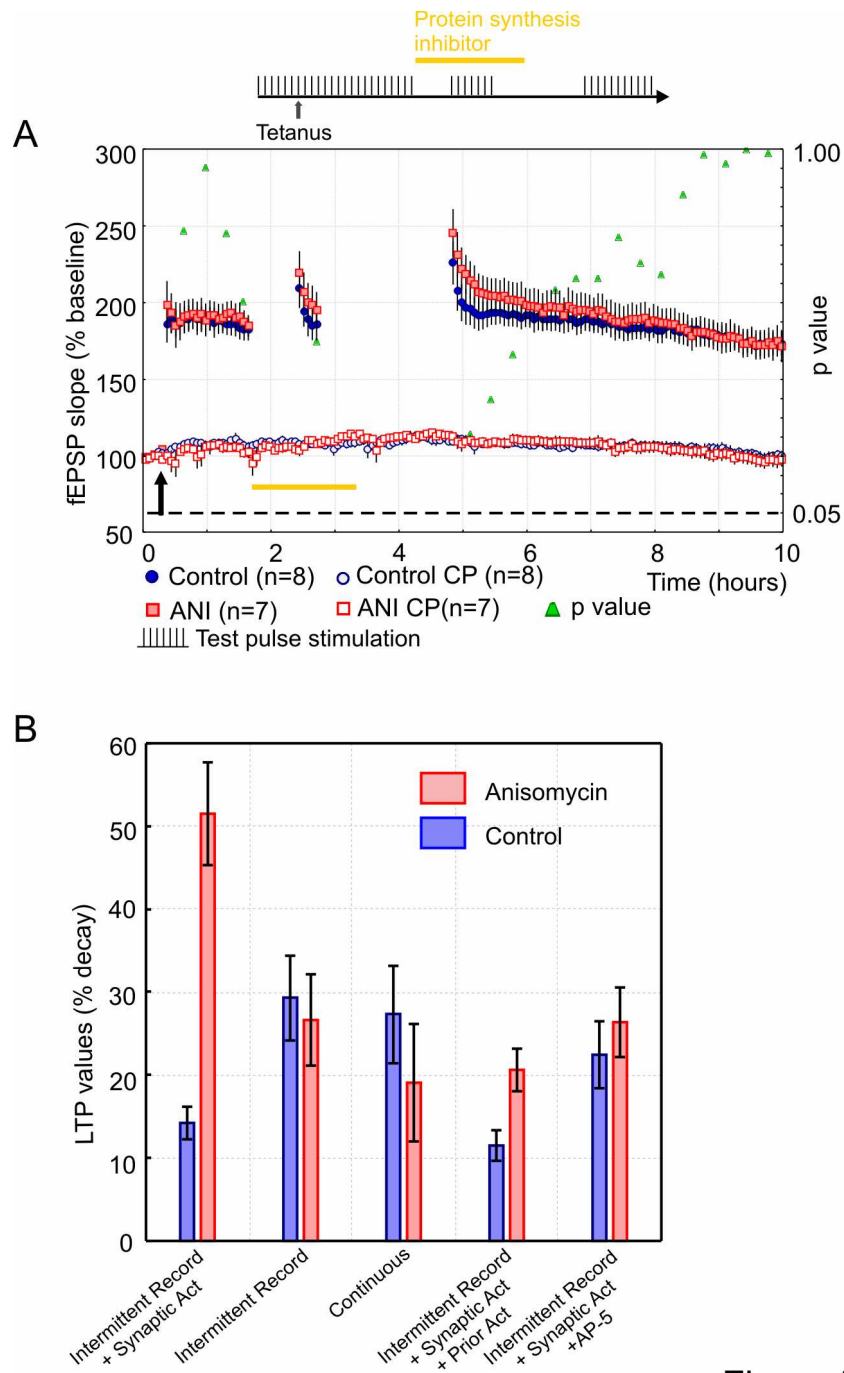 Protein synthesis
inhibitor
Tetanus
A
300
250
200
150
100
50
fEPSP slope (% baseline)
1.00
0.05
p value
0 2 4 6 8 10
Time (hours)
Control (n=8) Control CP (n=8)
ANI (n=7) ANI CP(n=7) p value
Test pulse stimulation
B
60
50
40
30
20
10
0
LTP values (% decay)
Anisomycin
Control
Intermittent Record
+ Synaptic Act
Intermittent Record
Continuous
Intermittent Record
+ Synaptic Act
+ Prior Act
Intermittent Record
+ Synaptic Act
+AP-5